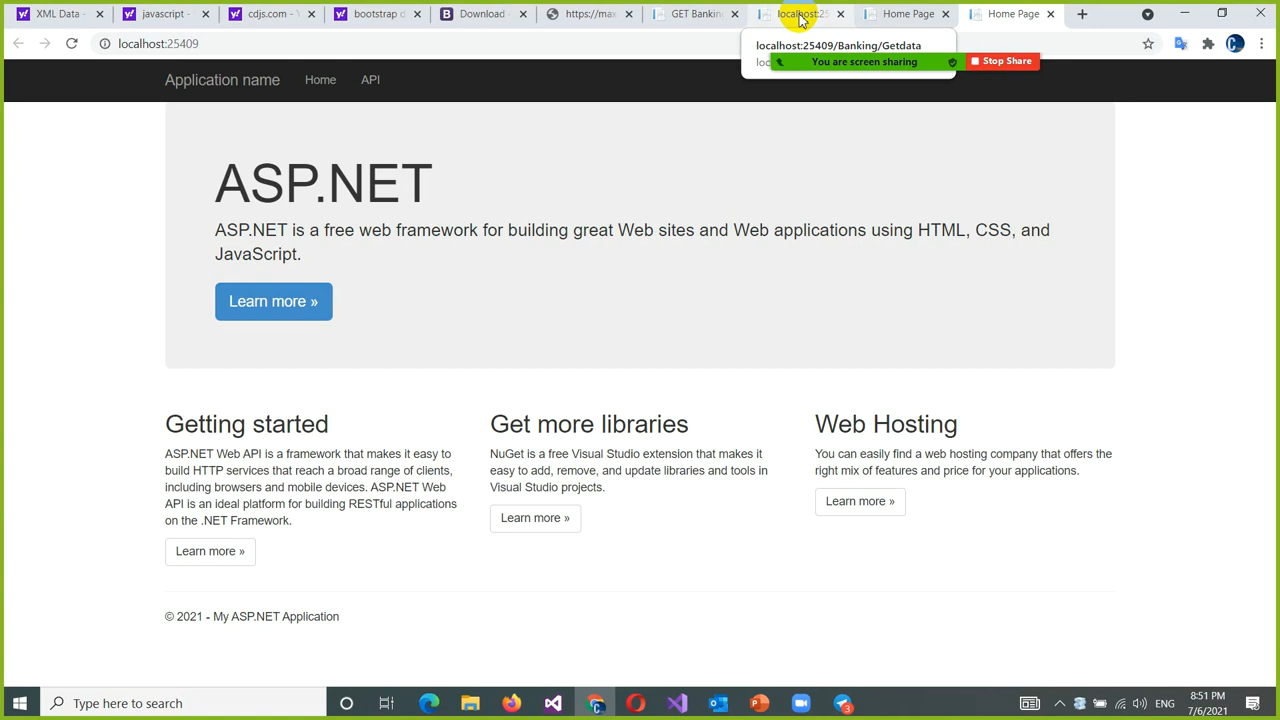 XML Data -
javascript -
cdjs.com -
bootstrap d
Download
https://max
GET Bankin
localhost:25
Home Page
Home Page
localhost:25409
localhost:25409/Banking/Getdata
loc
You are screen sharing
Stop Share
Application name
Home
API
ASP.NET
ASP.NET is a free web framework for building great Web sites and Web applications using HTML, CSS, and
JavaScript.
Learn more »
Getting started
ASP.NET Web API is a framework that makes it easy to
build HTTP services that reach a broad range of clients,
including browsers and mobile devices. ASP.NET Web
API is an ideal platform for building RESTful applications
on the .NET Framework.
Learn more »
Get more libraries
NuGet is a free Visual Studio extension that makes it
easy to add, remove, and update libraries and tools in
Visual Studio projects.
Learn more »
Web Hosting
You can easily find a web hosting company that offers the
right mix of features and price for your applications.
Learn more »
© 2021 - My ASP.NET Application
Type here to search
ENG
8:51 PM
7/6/2021